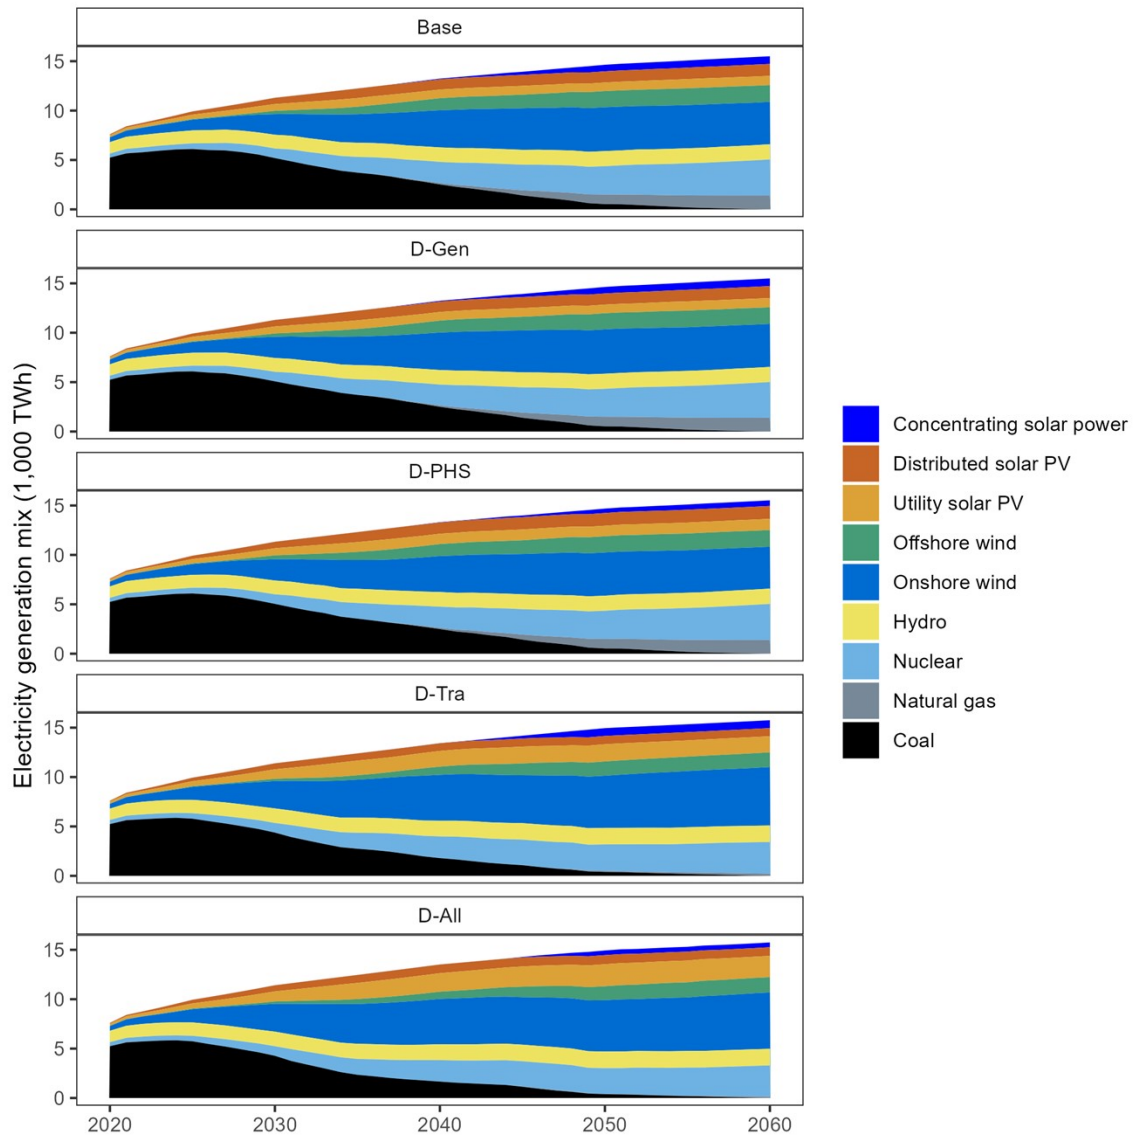 Base
15
10
5
0
D-Gen
15
10
5
0
D-PHS
15
10
5
0
D-Tra
15
10
5
0
D-All
15
10
5
0
2020 2030 2040 2050 2060
Electricity generation mix (1,000 TWh)
Concentrating solar power
Distributed solar PV
Utility solar PV
Offshore wind
Onshore wind
Hydro
Nuclear
Natural gas
Coal